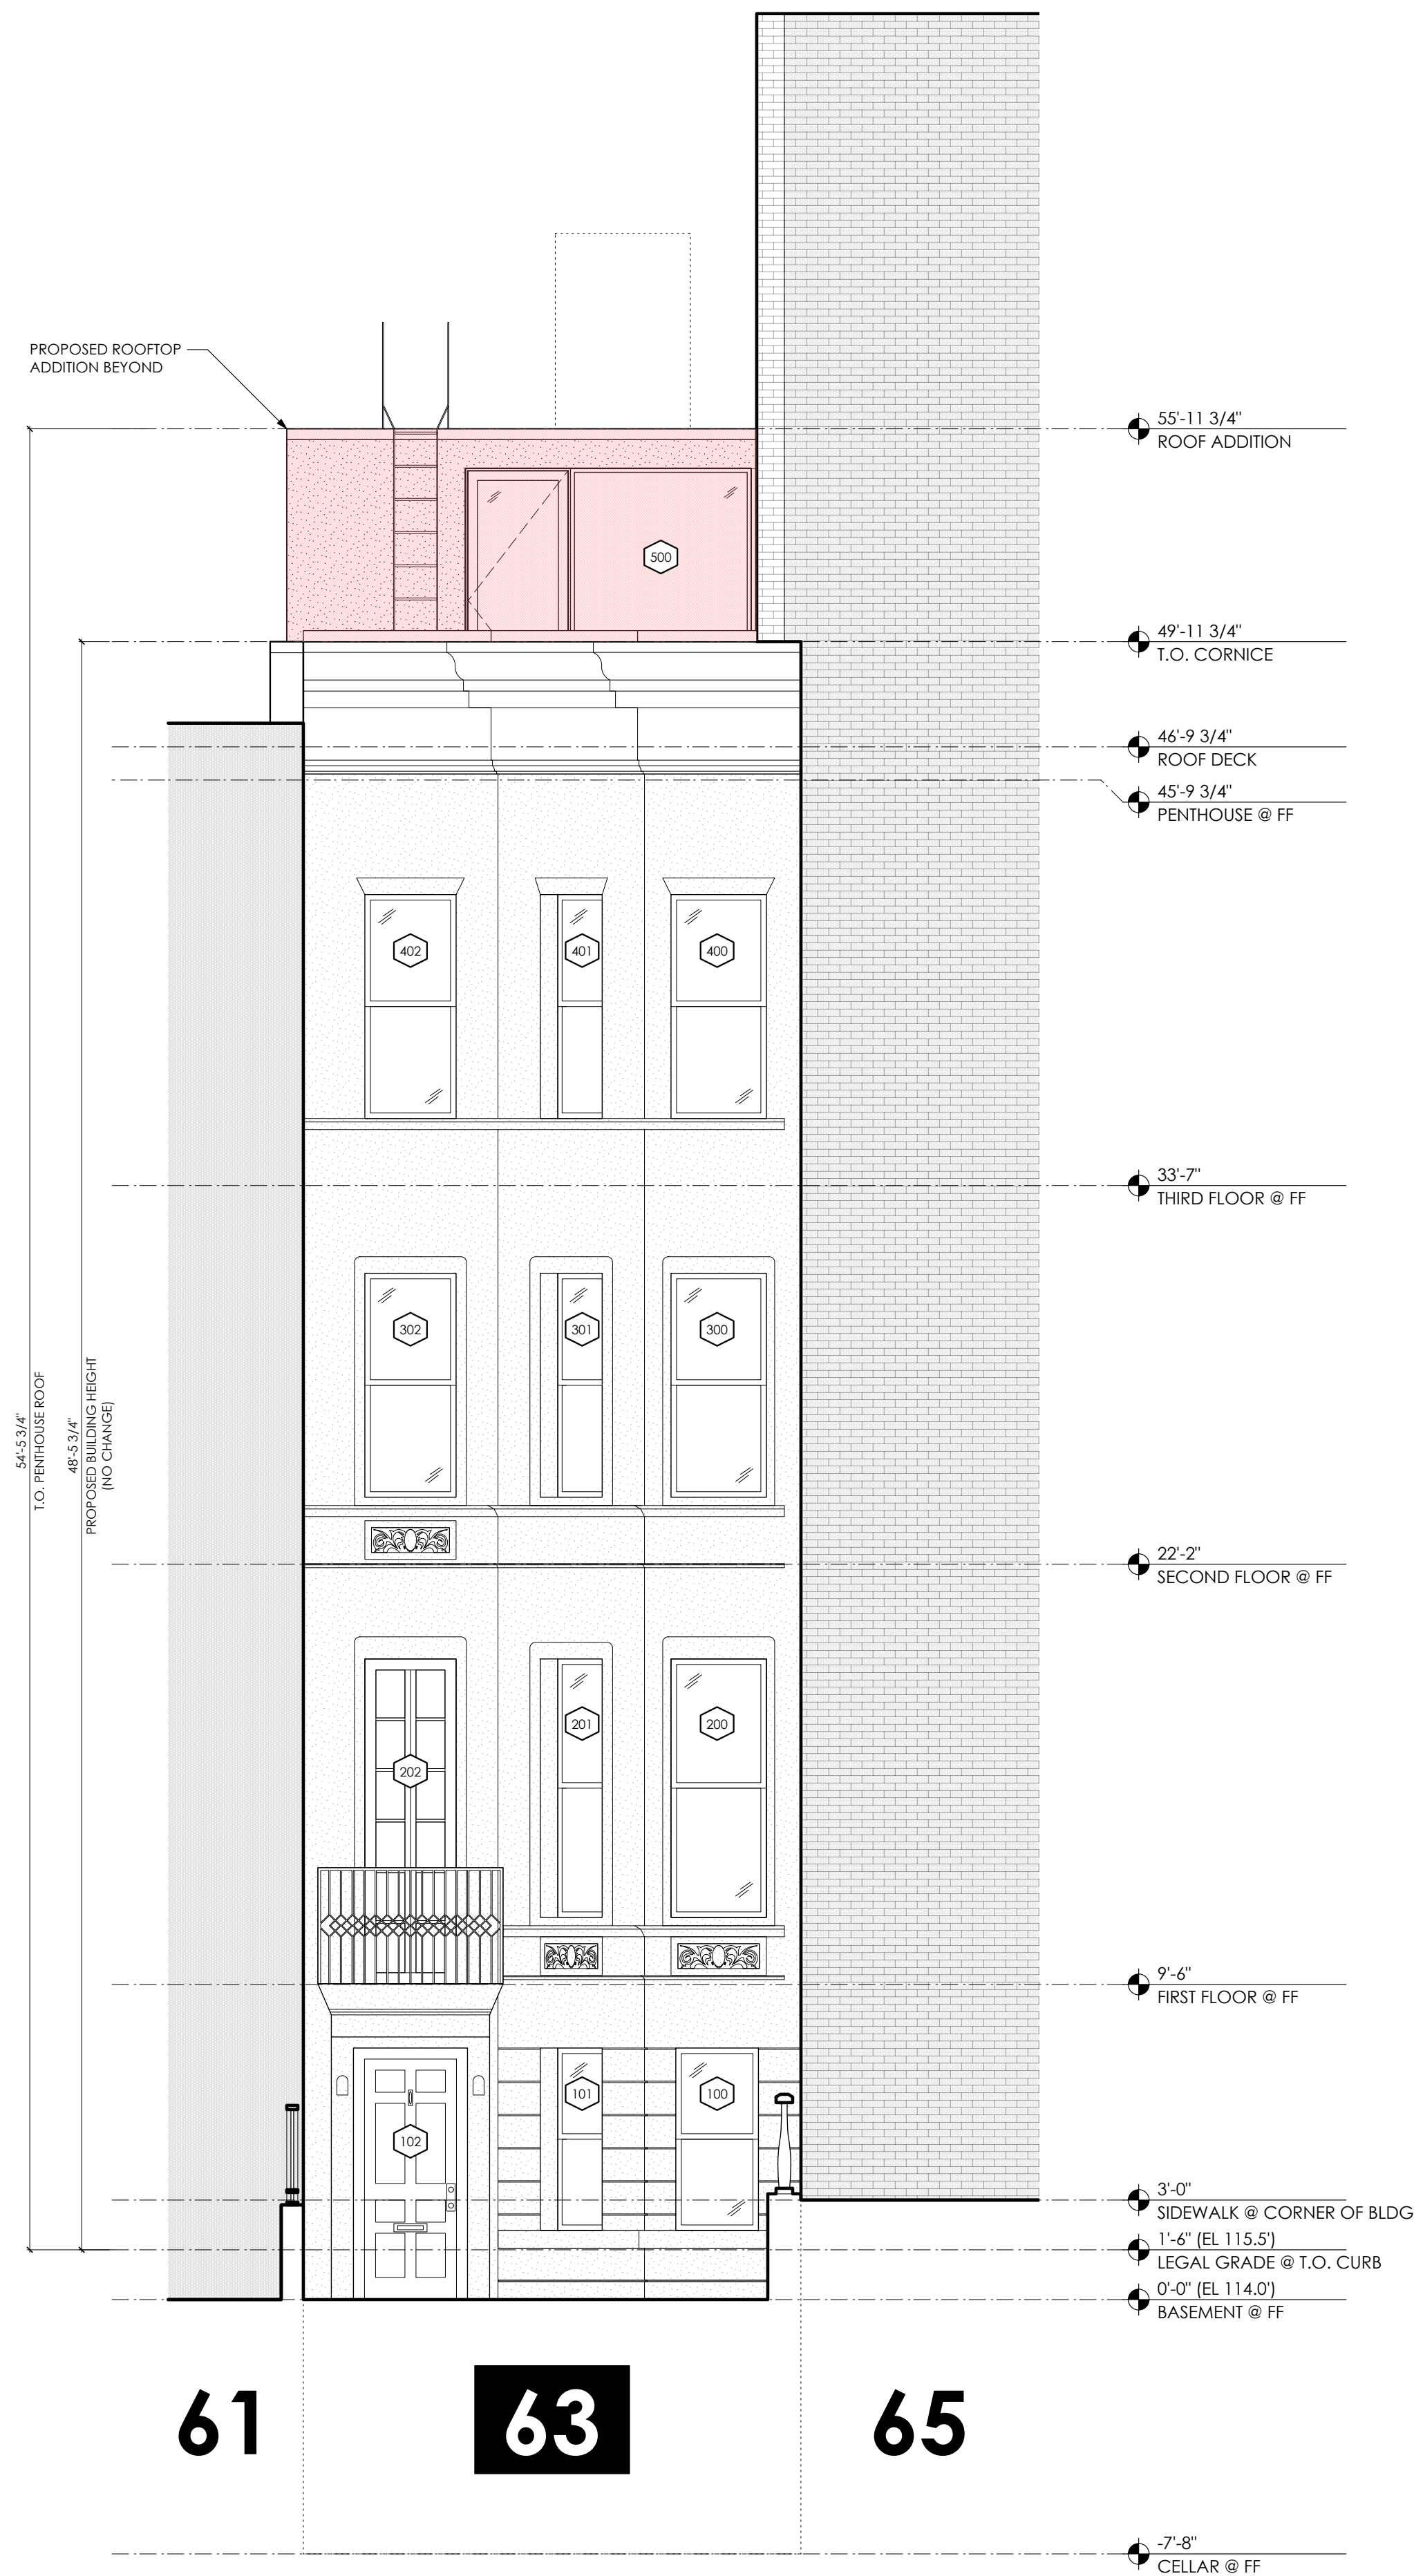 PROPOSED ROOFTOP
ADDITION BEYOND
55'-11 3/4"
ROOF ADDITION
500
49'-11 3/4"
T.O. CORNICE
46'-9 3/4"
ROOF DECK
45'-9 3/4"
PENTHOUSE @ FF
402
401
400
33'-7"
THIRD FLOOR @ FF
302
301
300
54'-5 3/4"
T.O. PENTHOUSE ROOF
48'-5 3/4"
PROPOSED BUILDING HEIGHT
(NO CHANGE)
22'-2"
SECOND FLOOR @ FF
201
200
202
9'-6"
FIRST FLOOR @ FF
101
100
102
3'-0"
SIDEWALK @ CORNER OF BLDG
1'-6" (EL 115.5')
LEGAL GRADE @ T.O. CURB
0'-0" (EL 114.0')
BASEMENT @ FF
61
63
65
-7'-8"
CELLAR @ FF